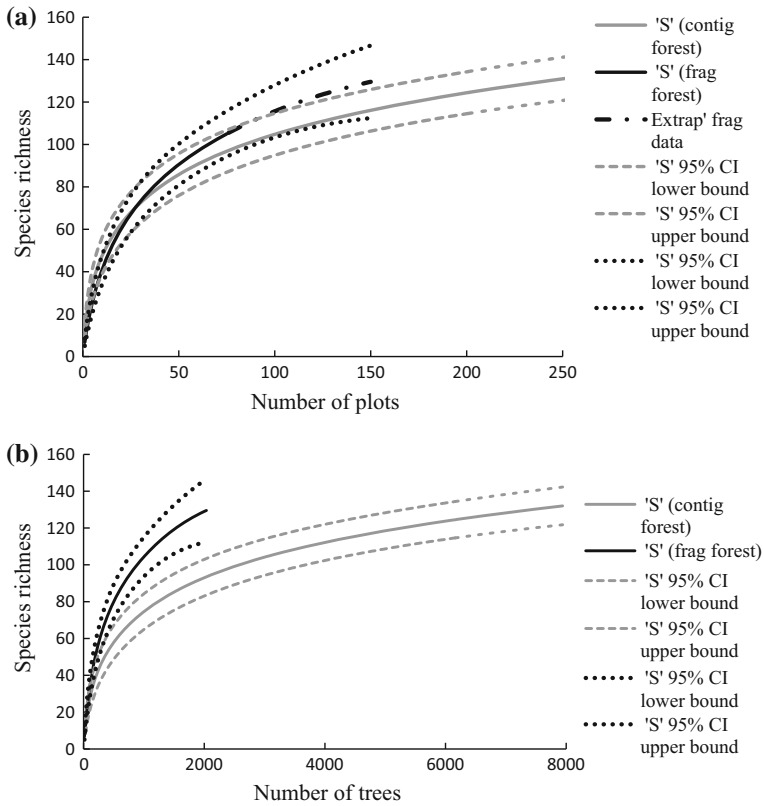 (a)
160
140
120
100
80
60
40
20
0
Species richness
0 50 100 150 200 250
Number of plots
'S' (contig
forest)
'S' (frag
forest)
Extrap' frag
data
'S' 95% CI
lower bound
'S' 95% CI
upper bound
'S' 95% CI
lower bound
'S' 95% CI
upper bound
(b)
160
140
120
100
80
60
40
20
0
Species richness
0 2000 4000 6000 8000
Number of trees
'S' (contig
forest)
'S' (frag forest)
'S' 95% CI
lower bound
'S' 95% CI
upper bound
'S' 95% CI
lower bound
'S' 95% CI
upper bound